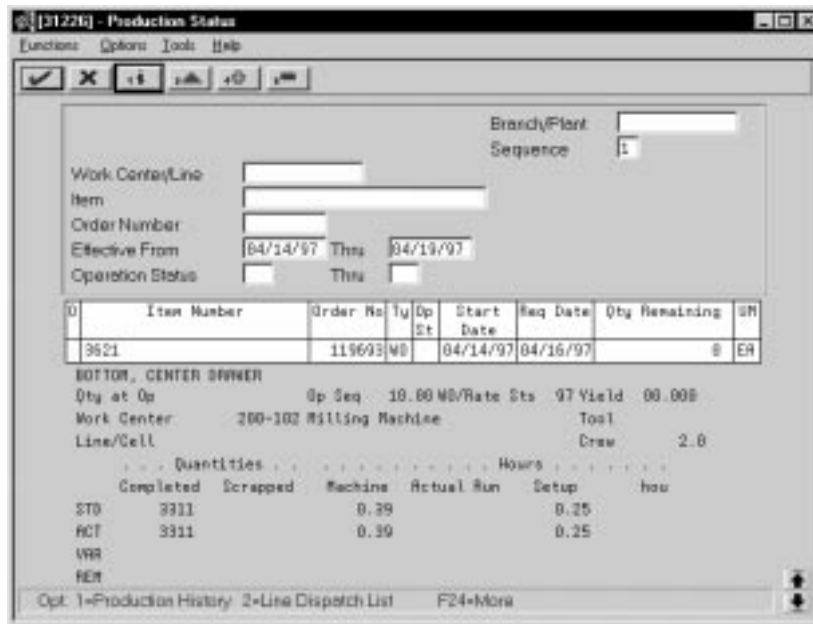 [31226] - Production Status
Functions Options Tools Help
Branch/Plant
Sequence 1
Work Center/Line
Item
Order Number
Effective From 04/14/97 Thru 04/19/97
Operation Status Thru
O Item Number Order No Ty Op St Start Date Req Date Qty Remaining UM
3621 119693 WO 04/14/97 04/16/97 0 EA
BOTTOM, CENTER DRAWER
Qty at Op Op Seq 10.00 WO/Rate Sts 97 Yield 00.000
Work Center 200-102 Milling Machine Tool
Line/Cell Crew 2.0
. . . Quantities . . . . . . . . . . . . Hours . . . . . . .
Completed Scrapped Machine Actual Run Setup hou
STD 3311 0.39 0.25
ACT 3311 0.39 0.25
VAR
REM
Opt: 1=Production History 2=Line Dispatch List F24=More